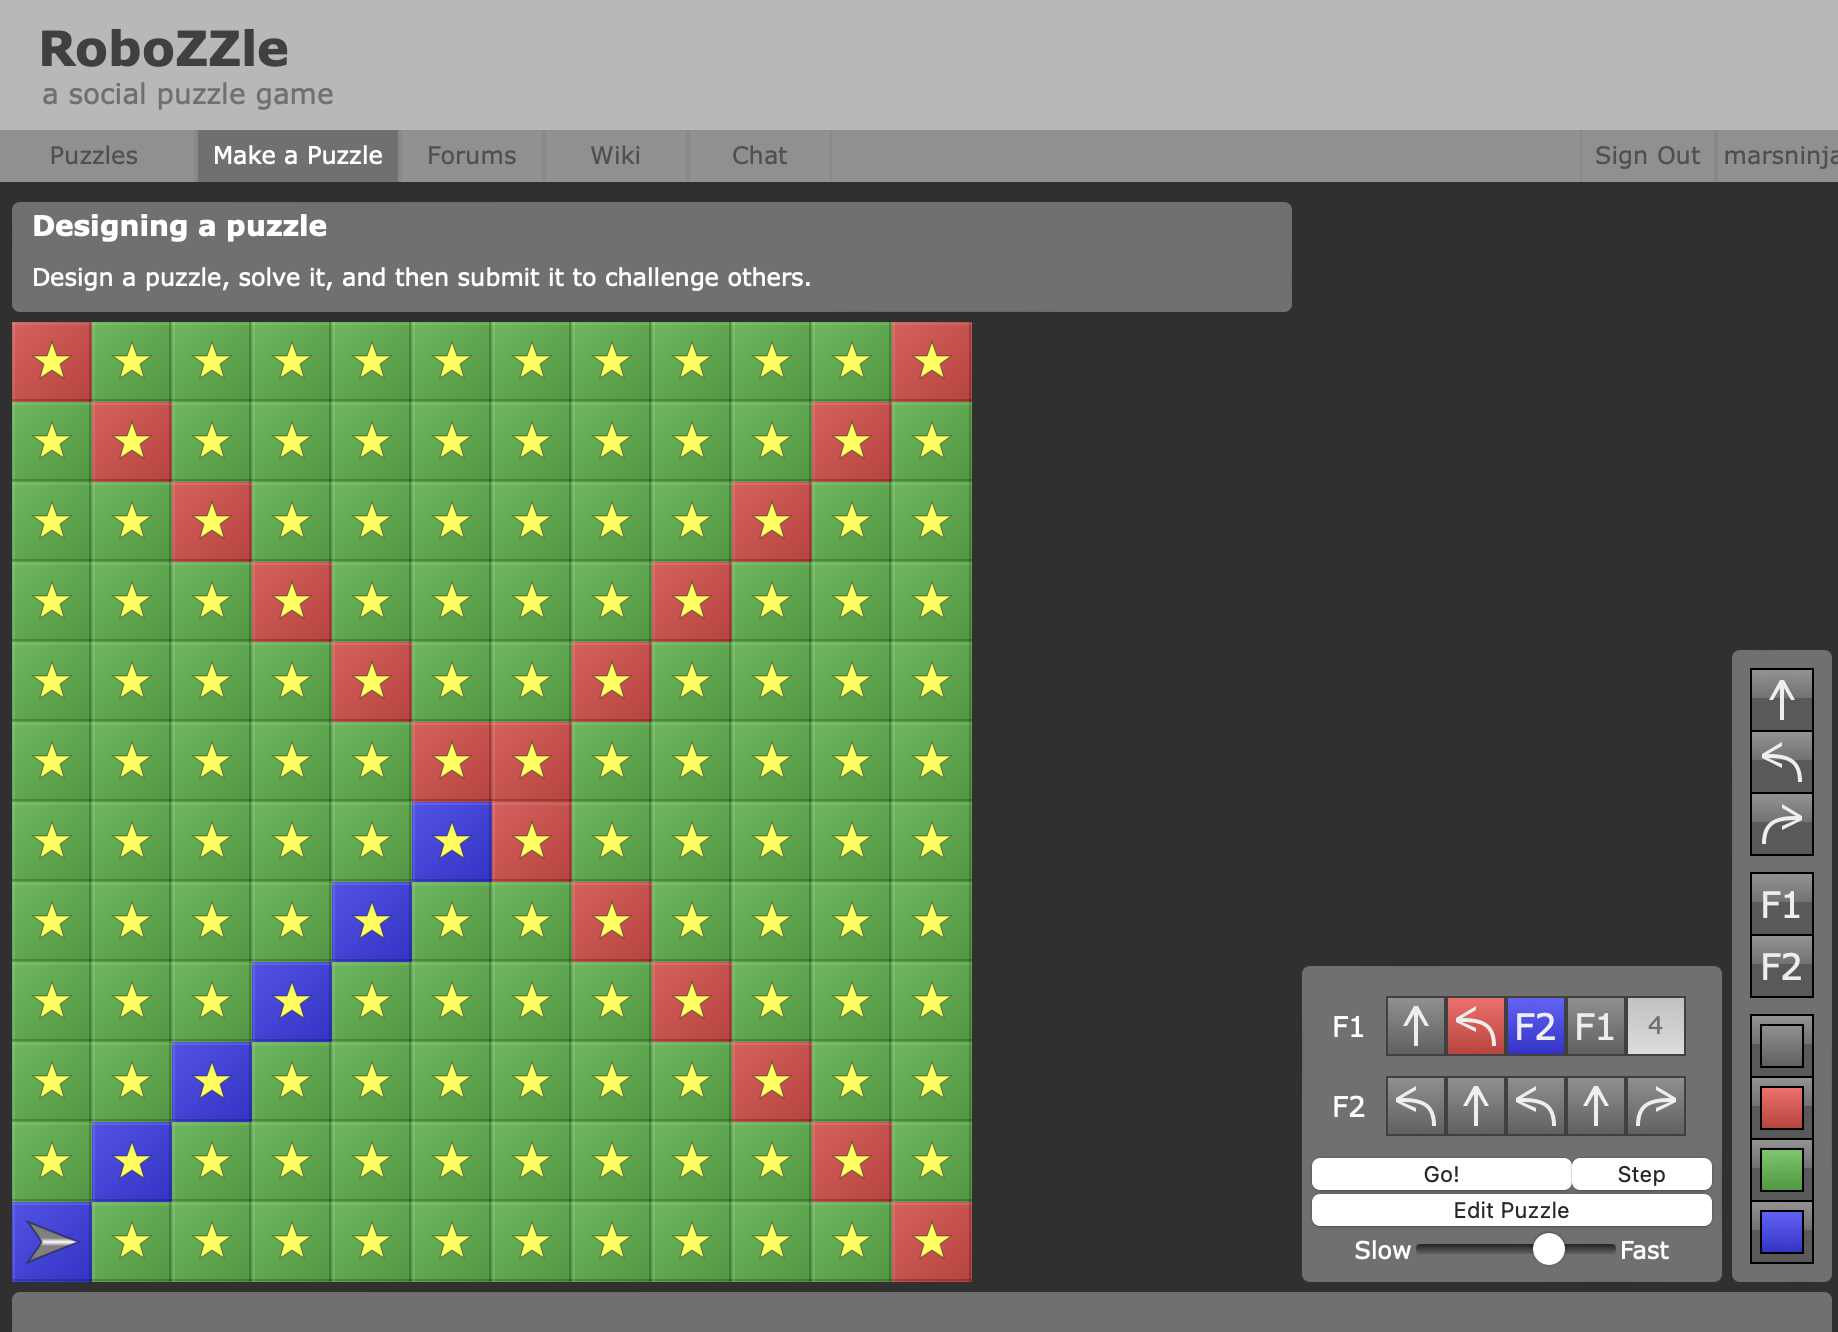 RoboZZle
a social puzzle game
Puzzles Make a Puzzle Forums Wiki Chat Sign Out marsninja
Designing a puzzle
Design a puzzle, solve it, and then submit it to challenge others.
F1
F2
F1 F2 F1 4
F2
Go! Step
Edit Puzzle
Slow Fast